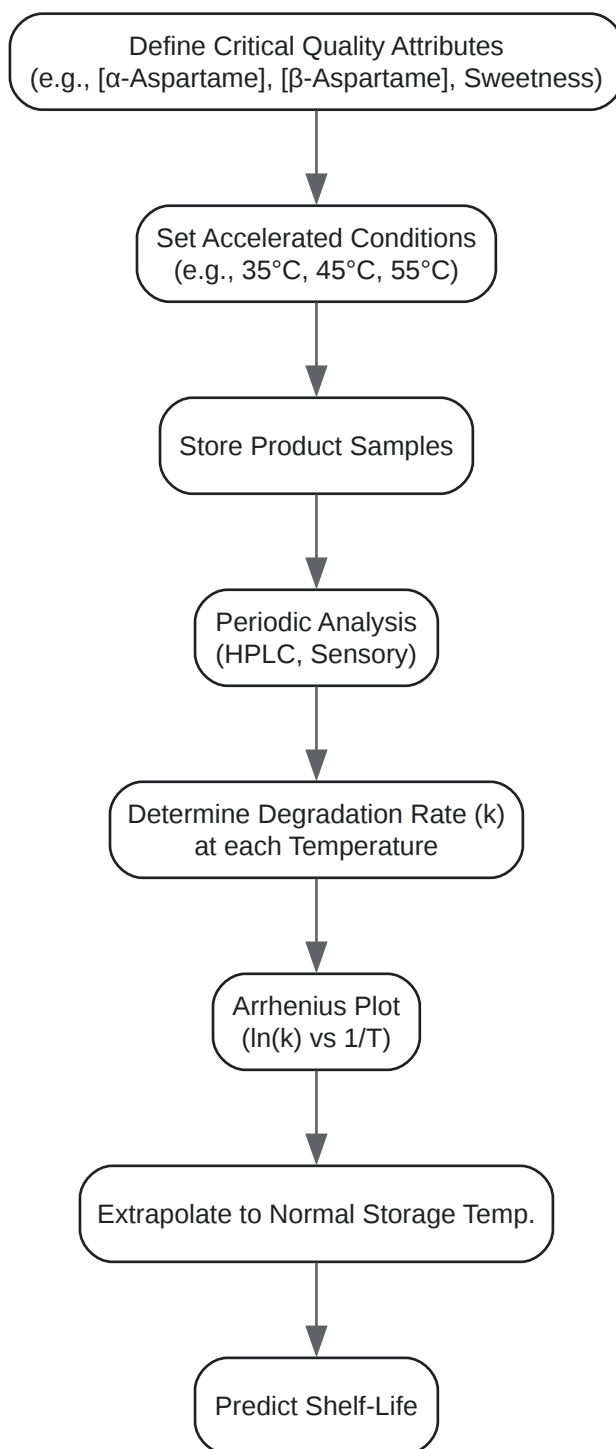 Define Critical Quality Attributes
(e.g., [α-Aspartame], [β-Aspartame], Sweetness)
Set Accelerated Conditions
(e.g., 35°C, 45°C, 55°C)
Store Product Samples
Periodic Analysis
(HPLC, Sensory)
Determine Degradation Rate (k)
at each Temperature
Arrhenius Plot
(ln(k) vs 1/T)
Extrapolate to Normal Storage Temp.
Predict Shelf-Life